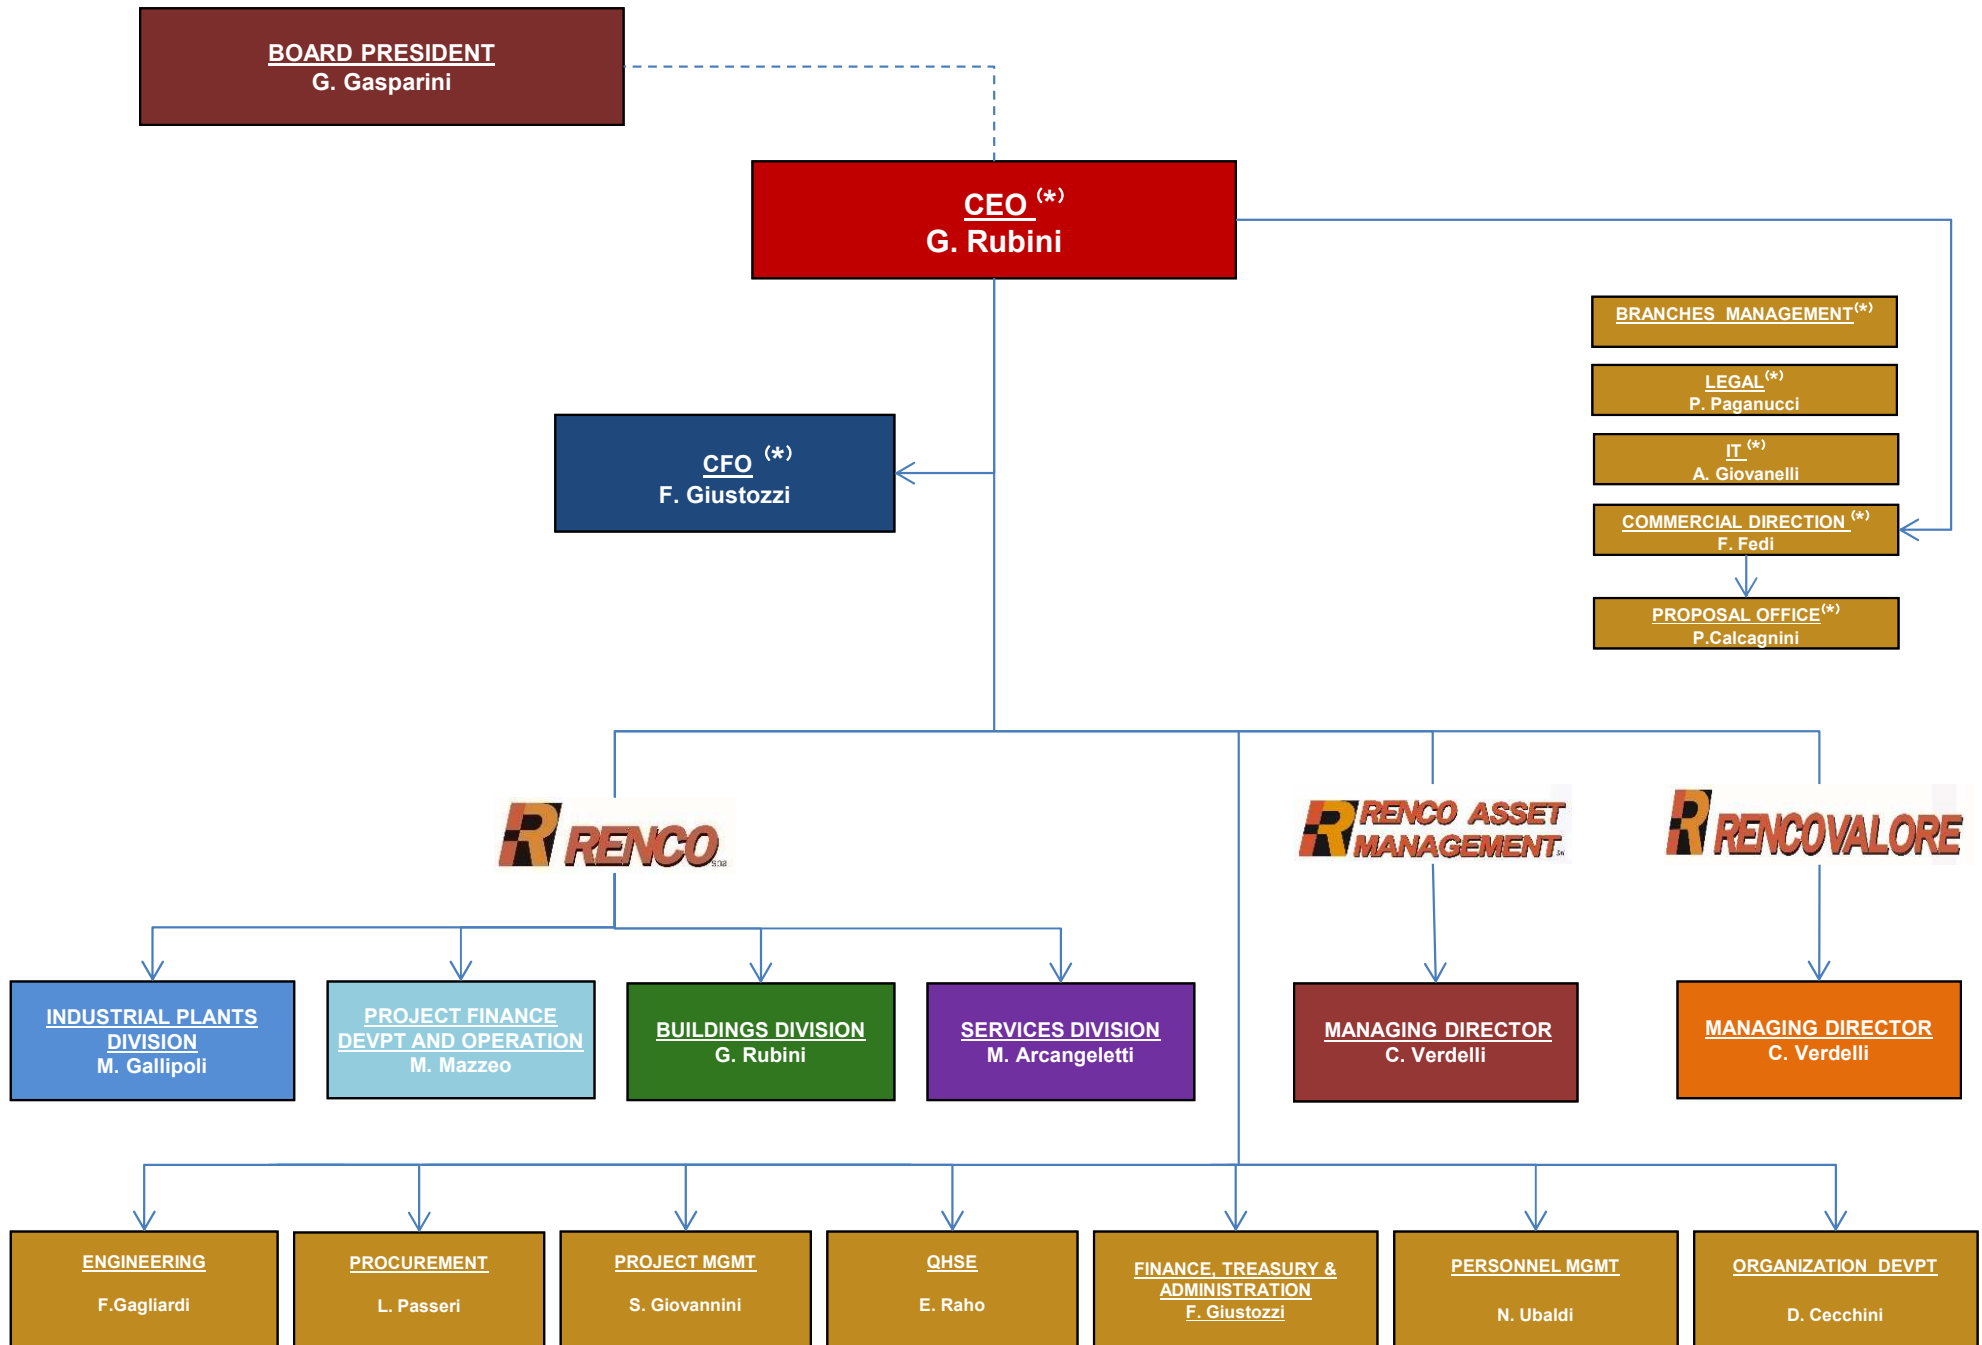 BOARD PRESIDENT
G. Gasparini
CEO (*)
G. Rubini
BRANCHES MANAGEMENT(*)
LEGAL(*)
P. Paganucci
IT (*)
A. Giovanelli
COMMERCIAL DIRECTION (*)
F. Fedi
PROPOSAL OFFICE(*)
P.Calcagnini
CFO (*)
F. Giustozzi
RENCO
spa
RENCO ASSET
MANAGEMENT
Srl
RENCOVALORE
INDUSTRIAL PLANTS
DIVISION
M. Gallipoli
PROJECT FINANCE
DEVPT AND OPERATION
M. Mazzeo
BUILDINGS DIVISION
G. Rubini
SERVICES DIVISION
M. Arcangeletti
MANAGING DIRECTOR
C. Verdelli
MANAGING DIRECTOR
C. Verdelli
ENGINEERING
F.Gagliardi
PROCUREMENT
L. Passeri
PROJECT MGMT
S. Giovannini
QHSE
E. Raho
FINANCE, TREASURY &
ADMINISTRATION
F. Giustozzi
PERSONNEL MGMT
N. Ubaldi
ORGANIZATION DEVPT
D. Cecchini